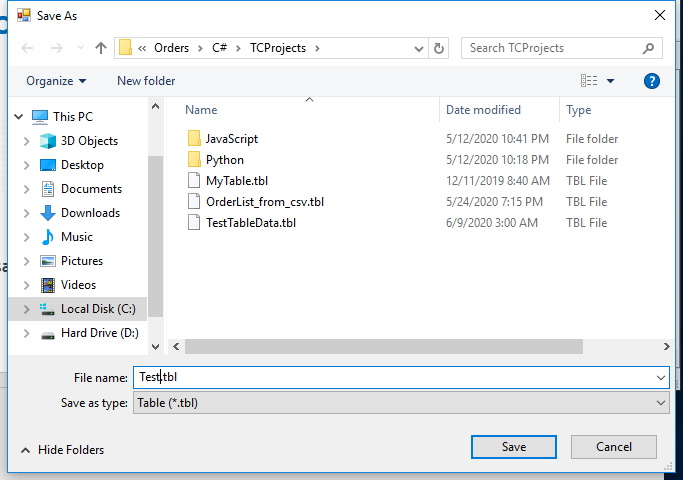 Save As
« Orders > C# > TCProjects >
Search TCProjects
Organize
New folder
?
This PC
3D Objects
Desktop
Documents
Downloads
Music
Pictures
Videos
Local Disk (C:)
Hard Drive (D:)
Name Date modified Type
JavaScript 5/12/2020 10:41 PM File folder
Python 5/12/2020 10:18 PM File folder
MyTable.tbl 12/11/2019 8:40 AM TBL File
OrderList_from_csv.tbl 5/24/2020 7:15 PM TBL File
TestTableData.tbl 6/9/2020 3:00 AM TBL File
File name: Test.tbl
Save as type: Table (*.tbl)
Hide Folders
Save
Cancel